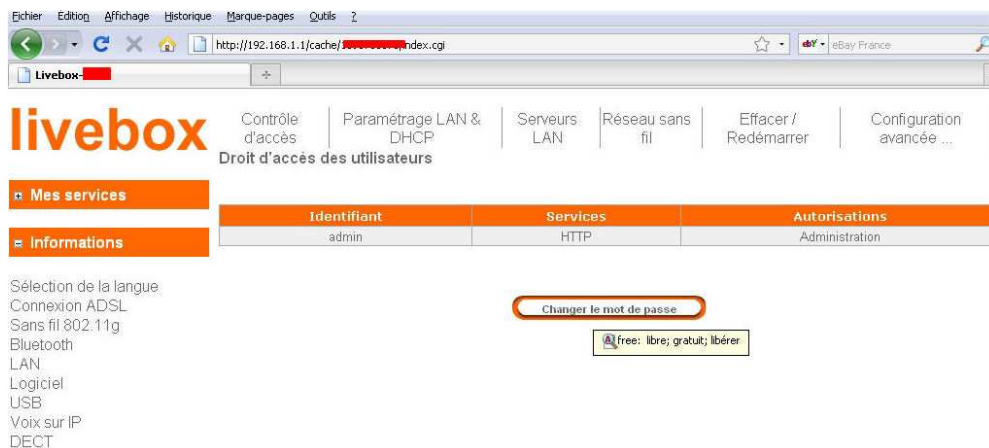 Fichier Edition Affichage Historique Marque-pages Outils ?
http://192.168.1.1/cache/ index.cgi
eBay France
Livebox-
livebox
Contrôle d'accès
Paramétrage LAN & DHCP
Serveurs LAN
Réseau sans fil
Effacer / Redémarrer
Configuration avancée ...
Droit d'accès des utilisateurs
Mes services
Informations
Identifiant Services Autorisations
admin HTTP Administration
Sélection de la langue
Connexion ADSL
Sans fil 802.11g
Bluetooth
LAN
Logiciel
USB
Voix sur IP
DECT
Changer le mot de passe
free: libre; gratuit; libérer